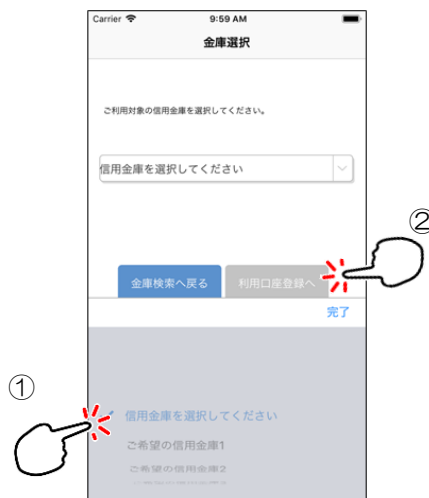 Carrier 9:59 AM
金庫選択
ご利用対象の信用金庫を選択してください。
信用金庫を選択してください
②
金庫検索へ戻る 利用口座登録へ
完了
①
信用金庫を選択してください
ご希望の信用金庫1
ご希望の信用金庫2